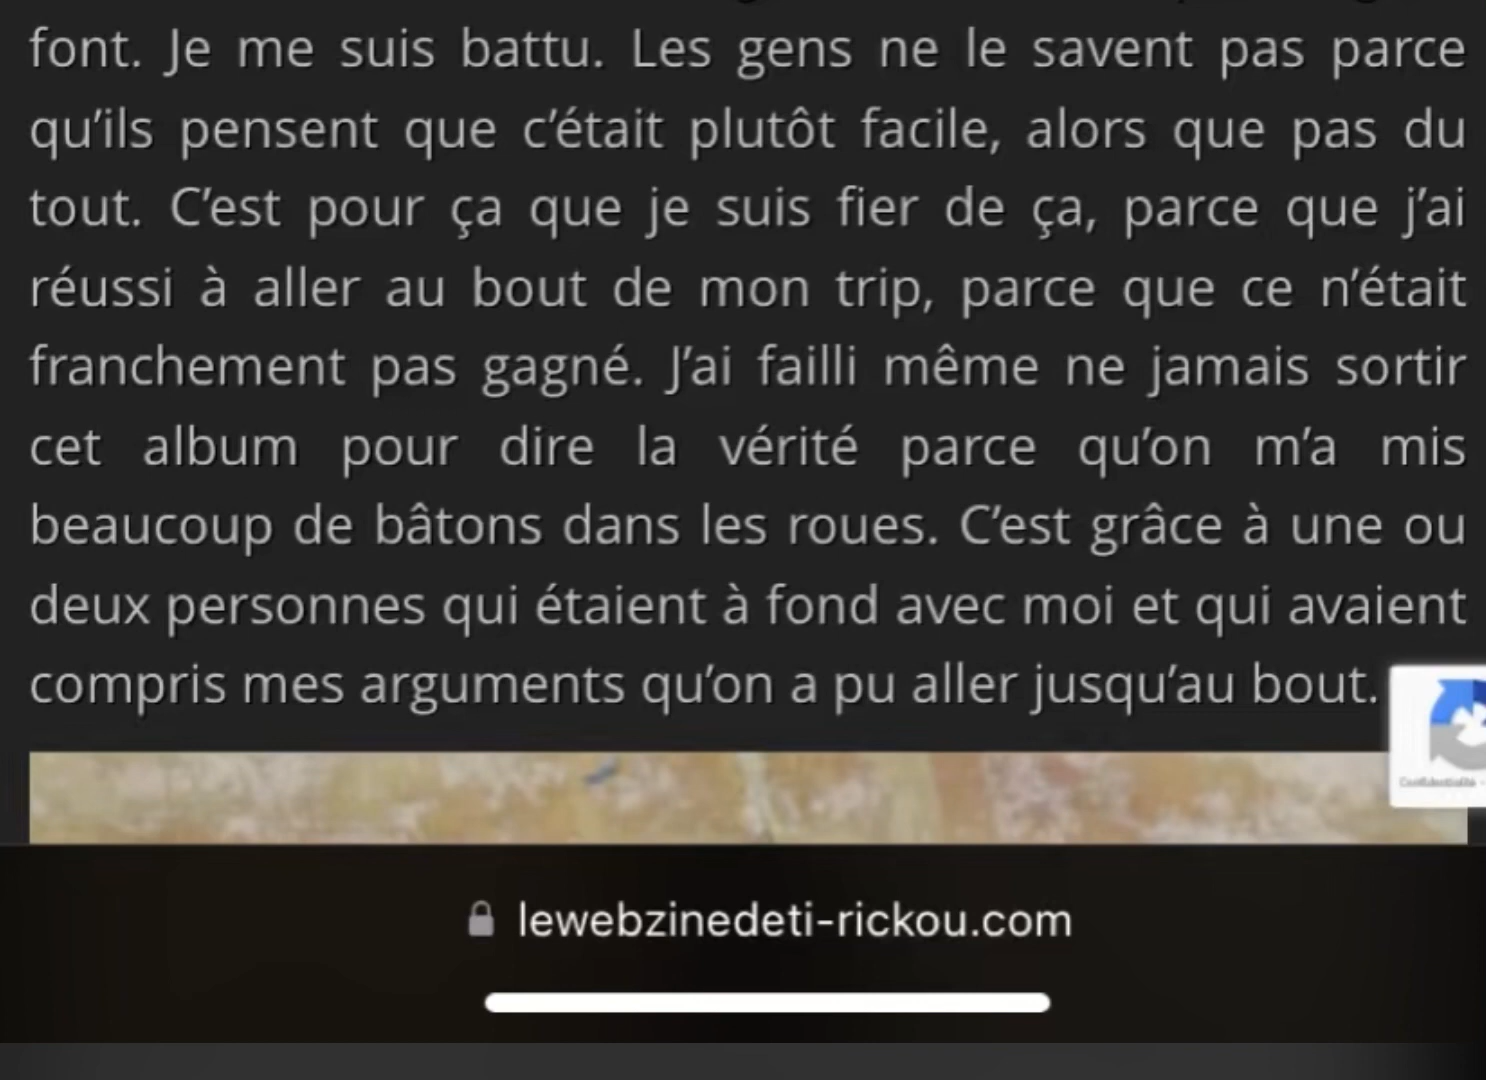 font. Je me suis battu. Les gens ne le savent pas parce
qu’ils pensent que c’était plutôt facile, alors que pas du
tout. C’est pour ça que je suis fier de ça, parce que j’ai
réussi à aller au bout de mon trip, parce que ce n’était
franchement pas gagné. J’ai failli même ne jamais sortir
cet album pour dire la vérité parce qu’on m’a mis
beaucoup de bâtons dans les roues. C’est grâce à une ou
deux personnes qui étaient à fond avec moi et qui avaient
compris mes arguments qu’on a pu aller jusqu’au bout.
Confidentialité -
lewebzinedeti-rickou.com